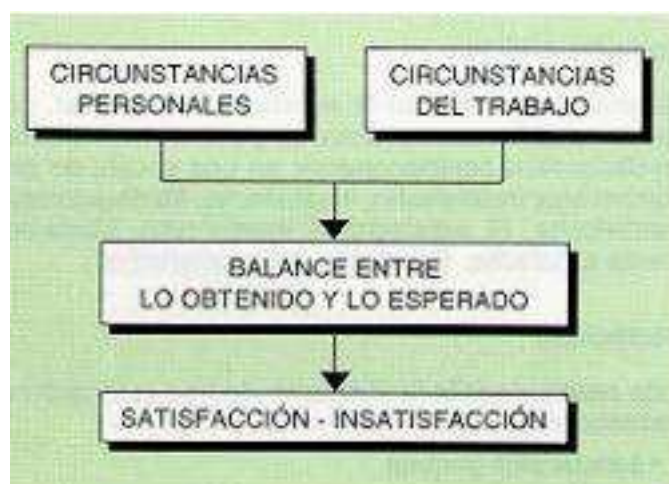 CIRCUNSTANCIAS
PERSONALES
CIRCUNSTANCIAS
DEL TRABAJO
BALANCE ENTRE
LO OBTENIDO Y LO ESPERADO
SATISFACCIÓN - INSATISFACCIÓN